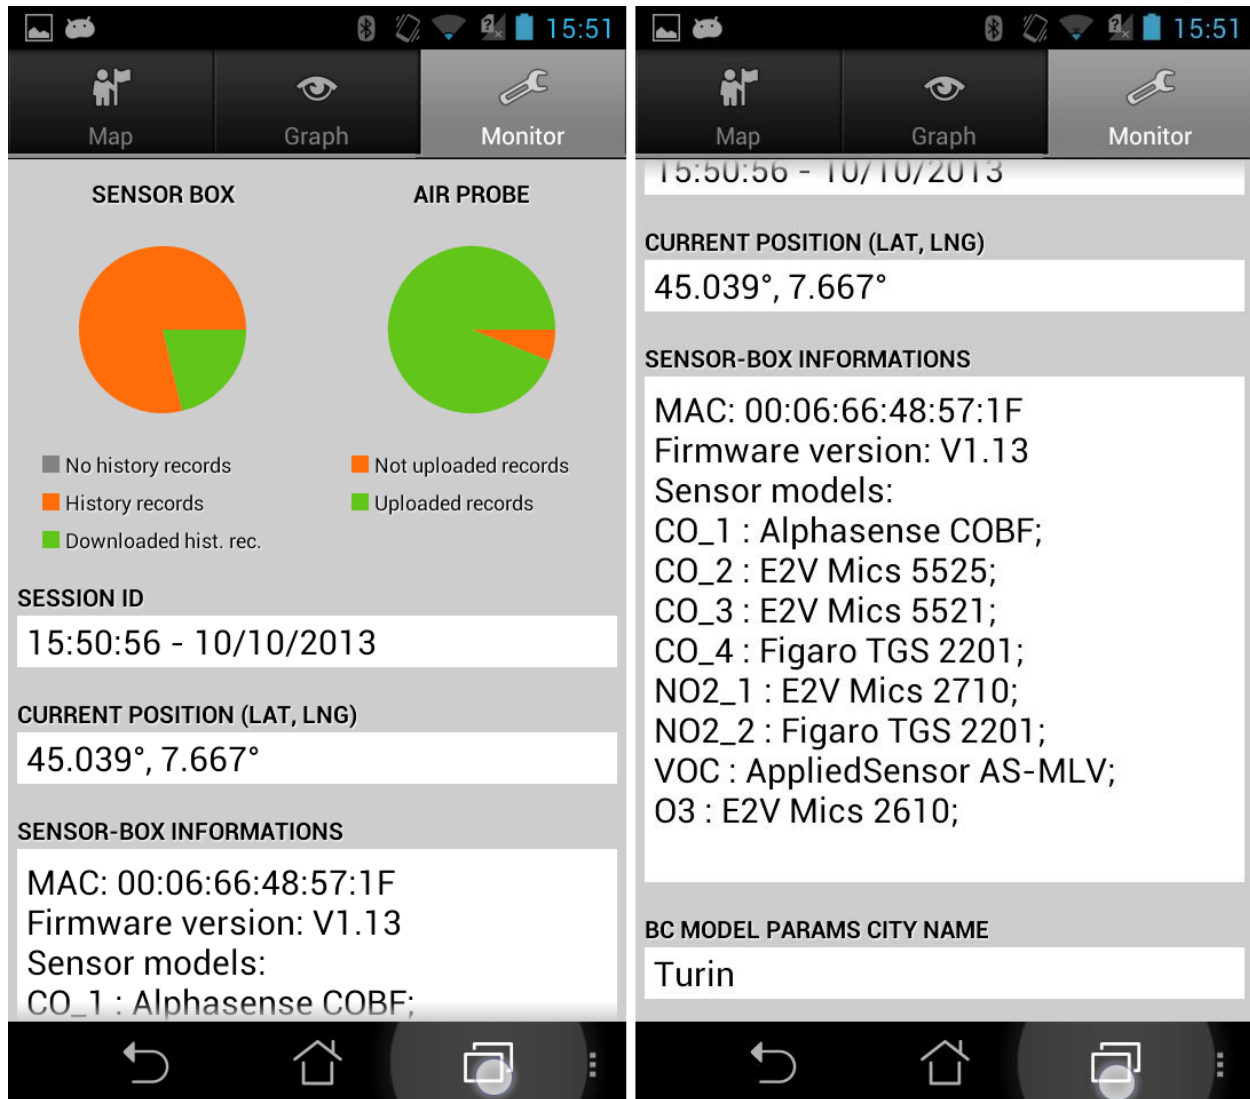 15:51
Map
Graph
Monitor
SENSOR BOX
AIR PROBE
No history records
History records
Downloaded hist. rec.
Not uploaded records
Uploaded records
SESSION ID
15:50:56 - 10/10/2013
CURRENT POSITION (LAT, LNG)
45.039°, 7.667°
SENSOR-BOX INFORMATIONS
MAC: 00:06:66:48:57:1F
Firmware version: V1.13
Sensor models:
CO_1 : Alphasense COBF;
15:51
Map
Graph
Monitor
15:50:56 - 10/10/2013
CURRENT POSITION (LAT, LNG)
45.039°, 7.667°
SENSOR-BOX INFORMATIONS
MAC: 00:06:66:48:57:1F
Firmware version: V1.13
Sensor models:
CO_1 : Alphasense COBF;
CO_2 : E2V Mics 5525;
CO_3 : E2V Mics 5521;
CO_4 : Figaro TGS 2201;
NO2_1 : E2V Mics 2710;
NO2_2 : Figaro TGS 2201;
VOC : AppliedSensor AS-MLV;
O3 : E2V Mics 2610;
BC MODEL PARAMS CITY NAME
Turin